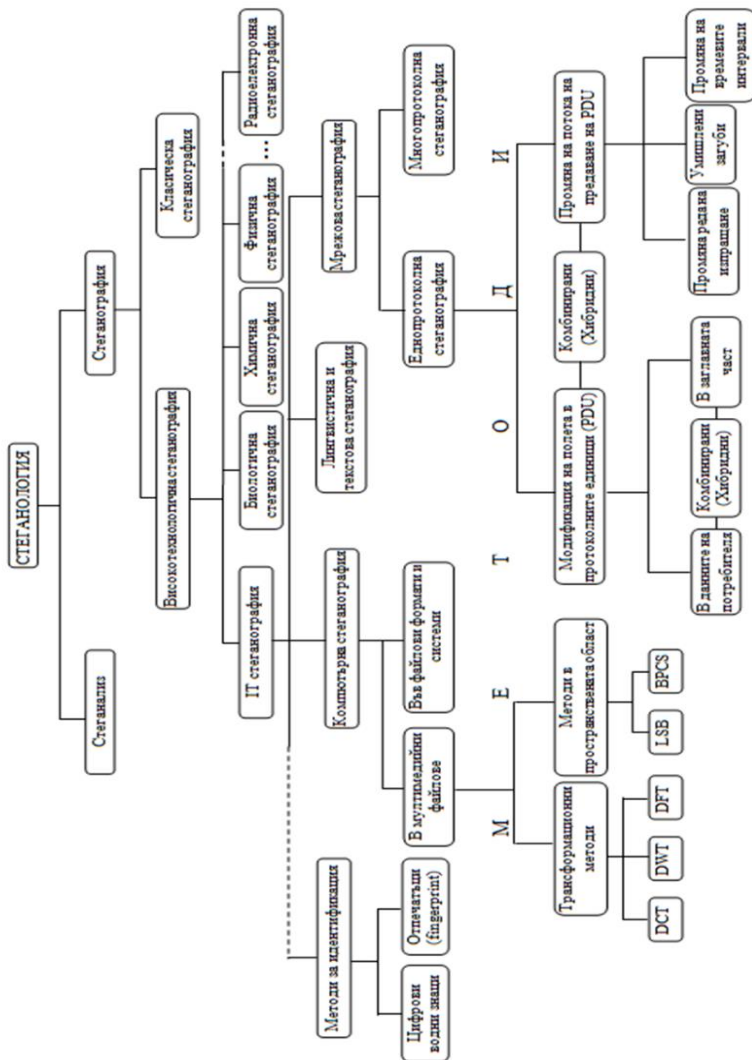 СТЕГАНОЛОГИЯ
Стеганализ
Стеганография
Високотехнологична стеганография
Класическа
стеганография
IT стеганография
Биологична
стеганография
Химична
стеганография
Физична
стеганография
...
Радиоелектронна
стеганография
Методи за идентификация
Компютърна стеганография
Лингвистична и
текстова стеганография
Мрежова стеганография
Цифрови
водни знаци
Отпечатъци
(fingerprint)
В мултимедийни
файлове
Във файлови формати и
системи
Еднопротоколна
стеганография
Многопротоколна
стеганография
М Е Т О Д И
Трансформационни
методи
Методи в
пространствената област
Модификация на полета в
протоколните единици (PDU)
Комбинирани
(Хибридни)
Промяна на потока на
предаване на PDU
DCT
DWT
DFT
LSB
BPCS
В данните на
потребителя
Комбинирани
(Хибридни)
В заглавната
част
Промяна реда на
изпращане
Умишлени
загуби
Промяна на
времевите
интервали